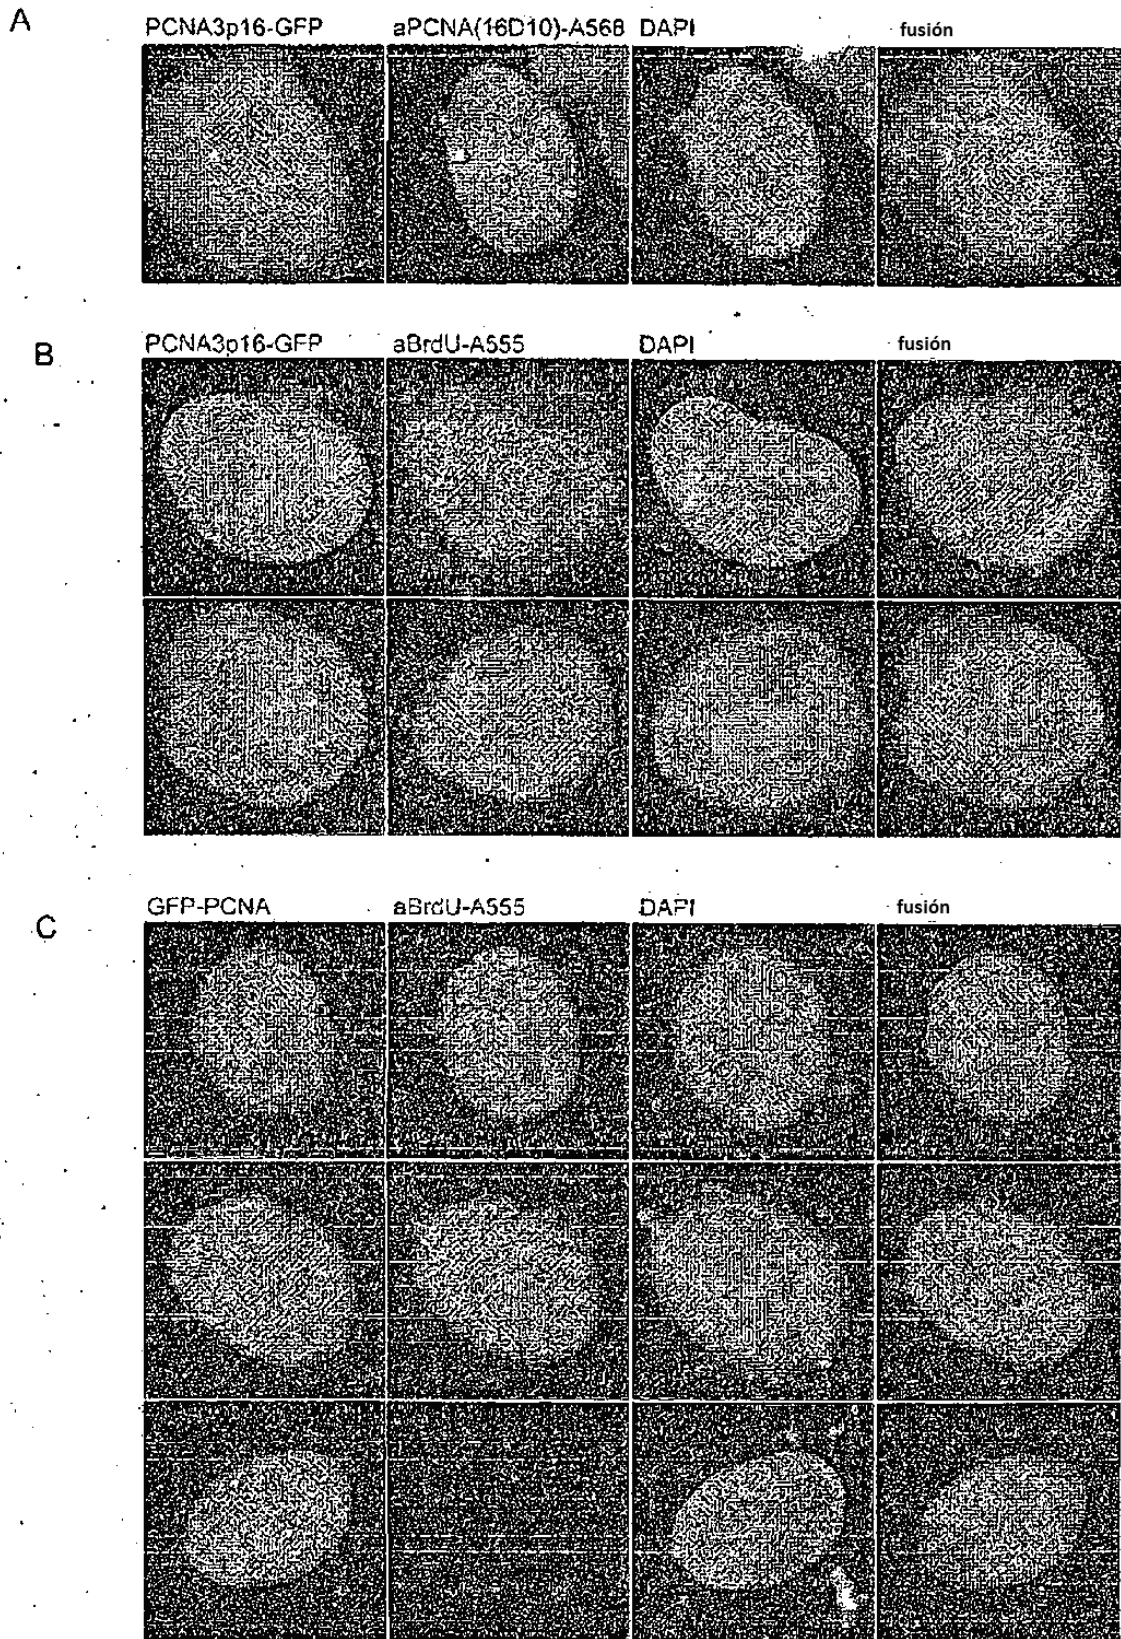 A
PCNA3p16-GFP aPCNA(16D10)-A568 DAPI fusión
B
PCNA3p16-GFP aBrdU-A555 DAPI fusión
C
GFP-PCNA aBrdU-A555 DAPI fusión